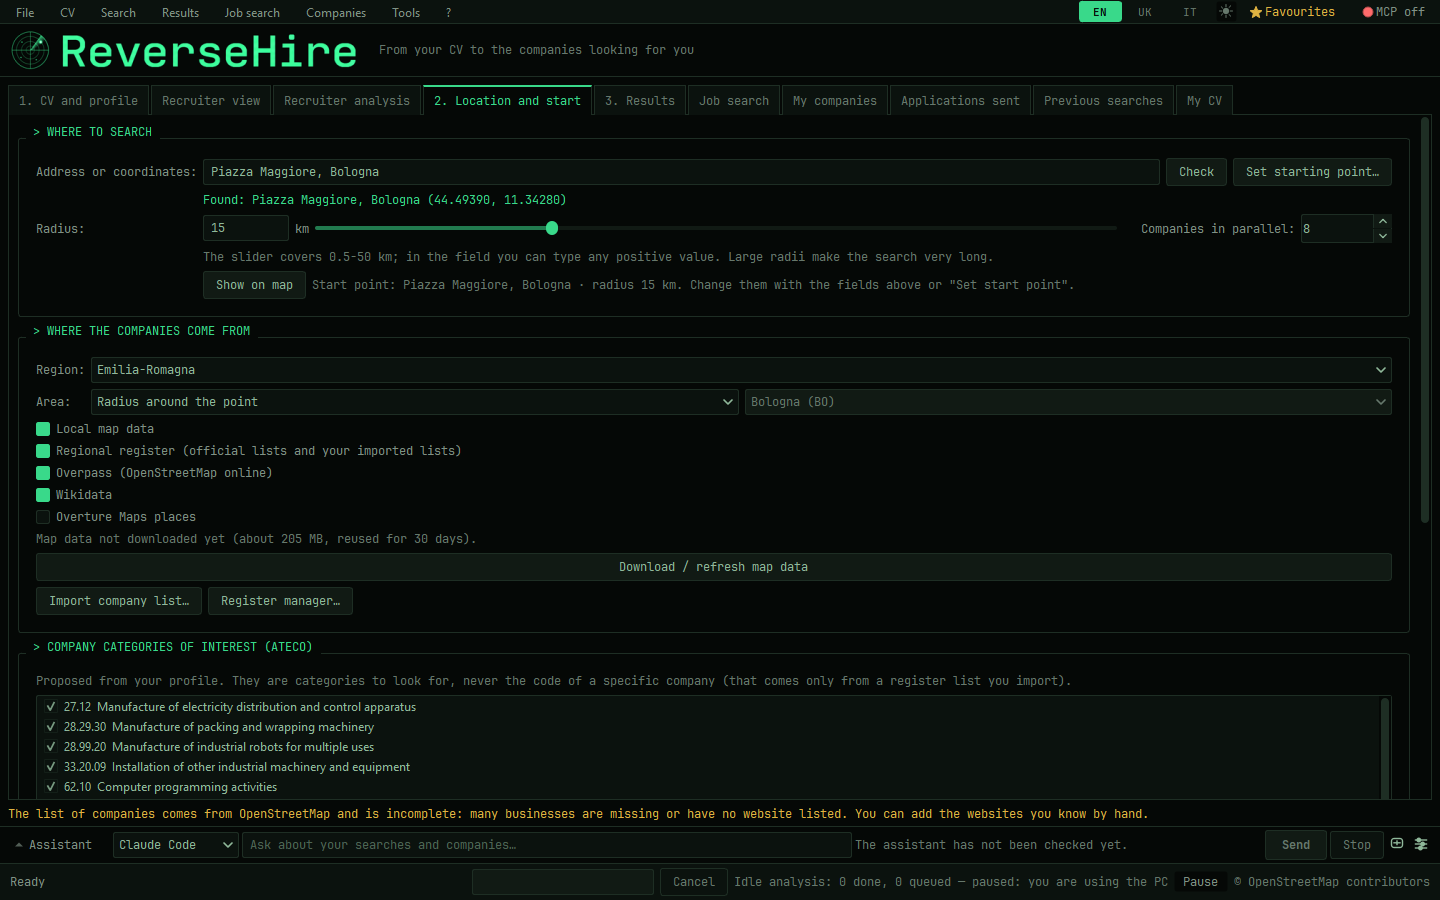 File CV Search Results Job search Companies Tools ? EN UK IT Favourites MCP off
ReverseHire From your CV to the companies looking for you
1. CV and profile Recruiter view Recruiter analysis 2. Location and start 3. Results Job search My companies Applications sent Previous searches My CV
> WHERE TO SEARCH
Address or coordinates: Piazza Maggiore, Bologna Check Set starting point…
Found: Piazza Maggiore, Bologna (44.49390, 11.34280)
Radius: 15 km Companies in parallel: 8
The slider covers 0.5-50 km; in the field you can type any positive value. Large radii make the search very long.
Show on map Start point: Piazza Maggiore, Bologna · radius 15 km. Change them with the fields above or "Set start point".
> WHERE THE COMPANIES COME FROM
Region: Emilia-Romagna
Area: Radius around the point Bologna (BO)
Local map data
Regional register (official lists and your imported lists)
Overpass (OpenStreetMap online)
Wikidata
Overture Maps places
Map data not downloaded yet (about 205 MB, reused for 30 days).
Download / refresh map data
Import company list… Register manager…
> COMPANY CATEGORIES OF INTEREST (ATECO)
Proposed from your profile. They are categories to look for, never the code of a specific company (that comes only from a register list you import).
27.12 Manufacture of electricity distribution and control apparatus
28.29.30 Manufacture of packing and wrapping machinery
28.99.20 Manufacture of industrial robots for multiple uses
33.20.09 Installation of other industrial machinery and equipment
62.10 Computer programming activities
The list of companies comes from OpenStreetMap and is incomplete: many businesses are missing or have no website listed. You can add the websites you know by hand.
Assistant Claude Code Ask about your searches and companies… The assistant has not been checked yet. Send Stop
Ready Cancel Idle analysis: 0 done, 0 queued — paused: you are using the PC Pause © OpenStreetMap contributors